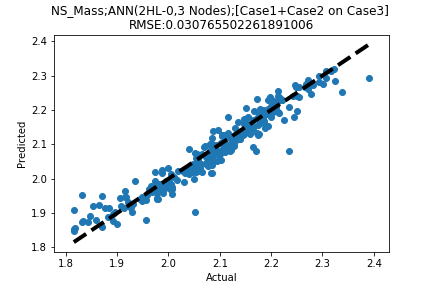 NS_Mass;ANN(2HL-0,3 Nodes);[Case1+Case2 on Case3]
RMSE:0.030765502261891006
2.4
2.3
2.2
2.1
2.0
1.9
1.8
Predicted
1.8 1.9 2.0 2.1 2.2 2.3 2.4
Actual